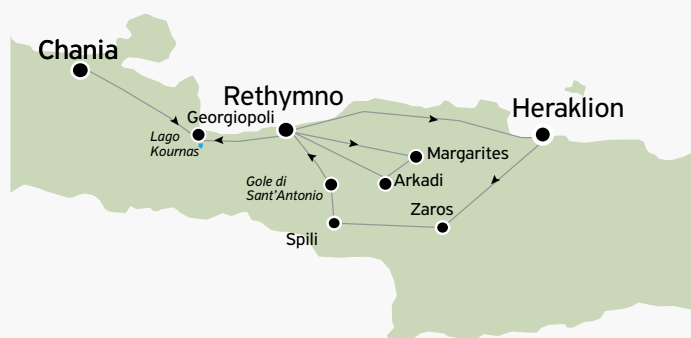 Chania
Rethymno
Heraklion
Georgiopoli
Lago
Kournas
Margarites
Arkadi
Gole di
Sant'Antonio
Zaros
Spili